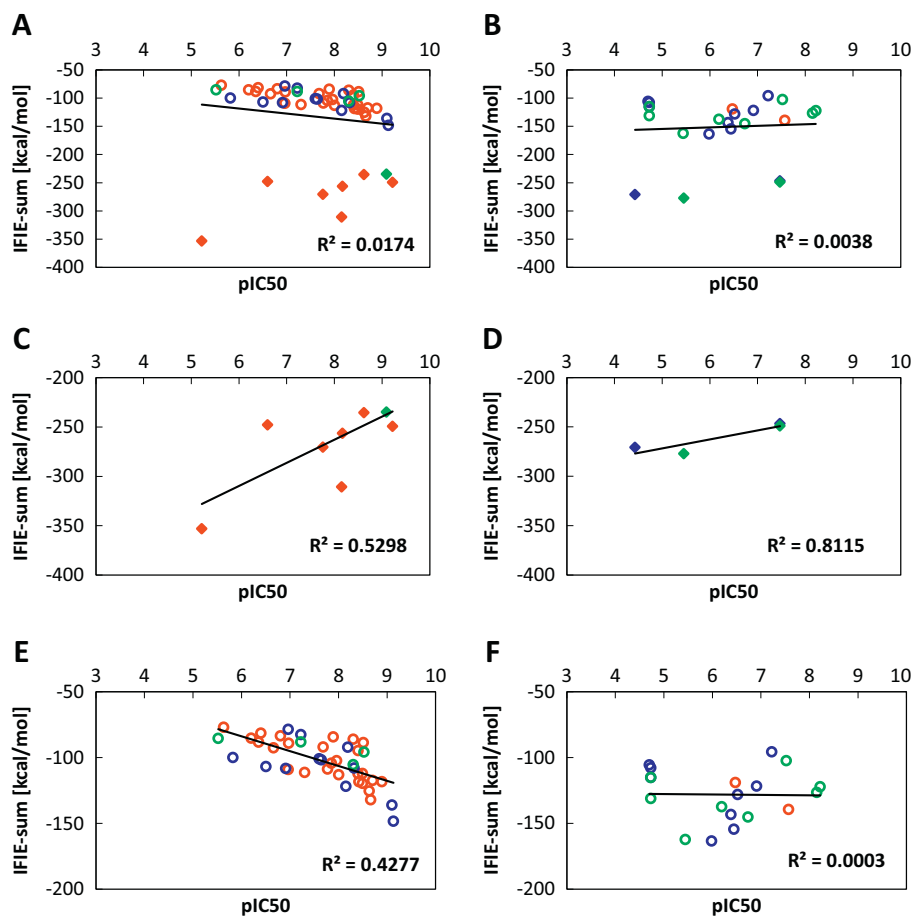 A
3 4 5 6 7 8 9 10
-50
-100
-150
-200
-250
-300
-350
-400
IFIE-sum [kcal/mol]
R² = 0.0174
pIC50
B
3 4 5 6 7 8 9 10
-50
-100
-150
-200
-250
-300
-350
-400
IFIE-sum [kcal/mol]
R² = 0.0038
pIC50
C
3 4 5 6 7 8 9 10
-200
-250
-300
-350
-400
IFIE-sum [kcal/mol]
R² = 0.5298
pIC50
D
3 4 5 6 7 8 9 10
-200
-250
-300
-350
-400
IFIE-sum [kcal/mol]
R² = 0.8115
pIC50
E
3 4 5 6 7 8 9 10
-50
-100
-150
-200
IFIE-sum [kcal/mol]
R² = 0.4277
pIC50
F
3 4 5 6 7 8 9 10
-50
-100
-150
-200
IFIE-sum [kcal/mol]
R² = 0.0003
pIC50